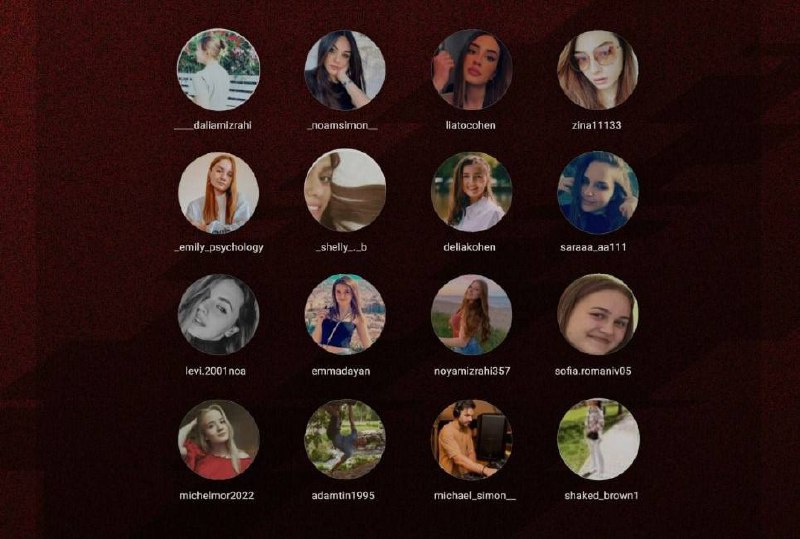 ____daliamizrahi
_noamsimon__
liatocohen
zina11133
_emily_psychology
_shelly_._b
deliakohen
saraaa_aa111
levi.2001noa
emmadayan
noyamizrahi357
sofia.romaniv05
michelmor2022
adamtin1995
michael_simon__
shaked_brown1